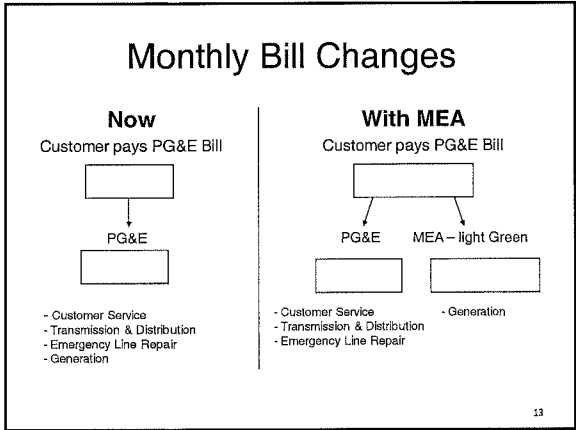 Monthly Bill Changes
Now
Customer pays PG&E Bill
PG&E
- Customer Service
- Transmission & Distribution
- Emergency Line Repair
- Generation
With MEA
Customer pays PG&E Bill
PG&E
- Customer Service
- Transmission & Distribution
- Emergency Line Repair
MEA – light Green
- Generation
13